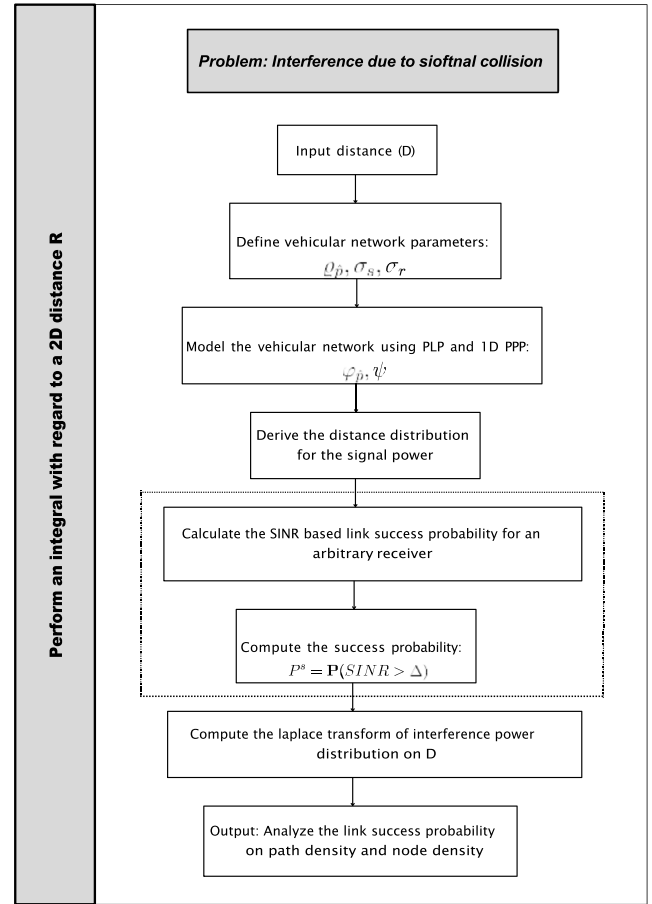 Problem: Interference due to sioftnal collision
Input distance (D)
Define vehicular network parameters:
ϱ_p̂, σ_s, σ_r
Model the vehicular network using PLP and 1D PPP:
φ_p̂, ψ
Derive the distance distribution
for the signal power
Calculate the SINR based link success probability for an
arbitrary receiver
Compute the success probability:
P^s = P(SINR > Δ)
Compute the laplace transform of interference power
distribution on D
Output: Analyze the link success probability
on path density and node density
Perform an integral with regard to a 2D distance R